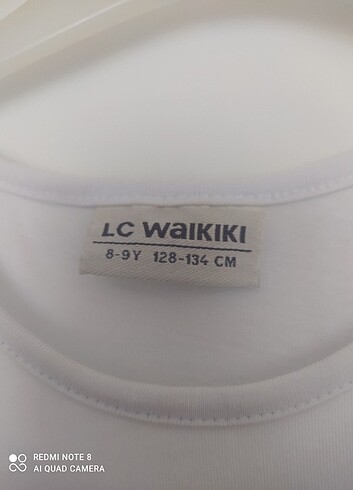 LC WAIKIKI
8-9Y 128-134 CM
REDMI NOTE 8
AI QUAD CAMERA